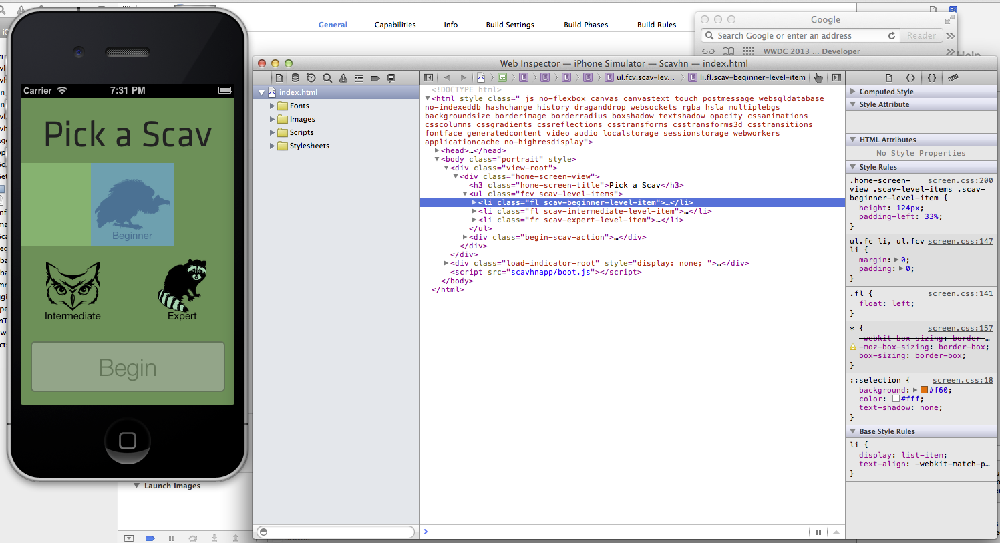 General Capabilities Info Build Settings Build Phases Build Rules
Google
Search Google or enter an address
Reader
WWDC 2013 ... Developer
Help
Web Inspector — iPhone Simulator — Scavhn — index.html
ul.fcv.scav-lev... li.fl.scav-beginner-level-item
index.html
Fonts
Images
Scripts
Stylesheets
Carrier 7:31 PM
Pick a Scav
Beginner
Intermediate
Expert
Begin
Launch Images
<!DOCTYPE html>
<html style class=" js no-flexbox canvas canvastext touch postmessage websqldatabase
no-indexeddb hashchange history draganddrop websockets rgba hsla multiplebgs
backgroundsize borderimage borderradius boxshadow textshadow opacity cssanimations
csscolumns cssgradients cssreflections csstransforms csstransforms3d csstransitions
fontface generatedcontent video audio localstorage sessionstorage webworkers
applicationcache no-highresdisplay">
<head>…</head>
<body class="portrait" style>
<div class="view-root">
<div class="home-screen-view">
<h3 class="home-screen-title">Pick a Scav</h3>
<ul class="fcv scav-level-items">
<li class="fl scav-beginner-level-item">…</li>
<li class="fl scav-intermediate-level-item">…</li>
<li class="fr scav-expert-level-item">…</li>
</ul>
<div class="begin-scav-action">…</div>
</div>
</div>
<div class="load-indicator-root" style="display: none; ">…</div>
<script src="scavhnapp/boot.js"></script>
</body>
</html>
Computed Style
Style Attribute
HTML Attributes
No Style Properties
Style Rules
.home-screen- screen.css:200
view .scav-level-items .scav-
beginner-level-item {
height: 124px;
padding-left: 33%;
}
ul.fc li, ul.fcv screen.css:147
li {
margin: 0;
padding: 0;
}
.fl { screen.css:141
float: left;
}
* { screen.css:157
-webkit-box-sizing: border-…
-moz-box-sizing: border-box;
box-sizing: border-box;
}
::selection { screen.css:18
background: #f60;
color: #fff;
text-shadow: none;
}
Base Style Rules
li {
display: list-item;
text-align: -webkit-match-p…
}